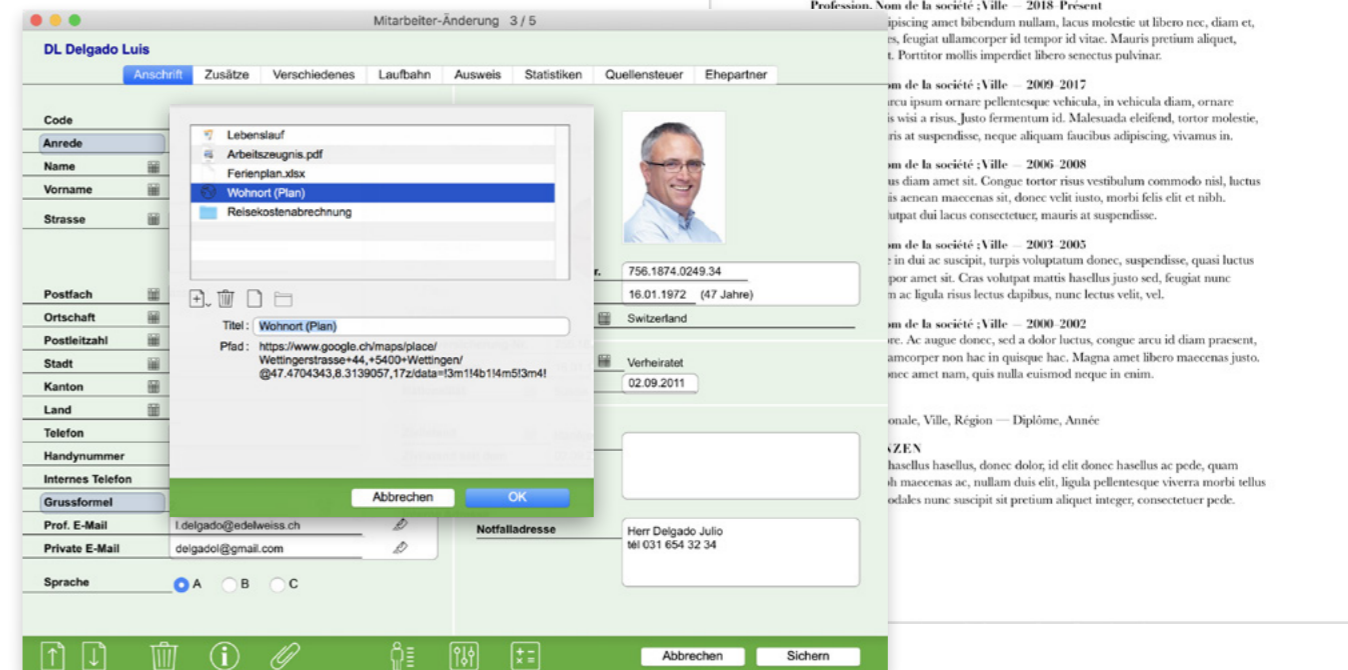 Mitarbeiter-Änderung 3 / 5
DL Delgado Luis
Anschrift Zusätze Verschiedenes Laufbahn Ausweis Statistiken Quellensteuer Ehepartner
Code
Anrede
Name
Vorname
Strasse
Postfach
Ortschaft
Postleitzahl
Stadt
Kanton
Land
Telefon
Handynummer
Internes Telefon
Grussformel
Prof. E-Mail l.delgado@edelweiss.ch
Private E-Mail delgadol@gmail.com
Sprache A B C
Lebenslauf
Arbeitszeugnis.pdf
Ferienplan.xlsx
Wohnort (Plan)
Reisekostenabrechnung
Titel : Wohnort (Plan)
Pfad : https://www.google.ch/maps/place/
Wettingerstrasse+44,+5400+Wettingen/
@47.4704343,8.3139057,17z/data=!3m1!4b1!4m5!3m4!
Abbrechen OK
r. 756.1874.0249.34
16.01.1972 (47 Jahre)
Switzerland
Verheiratet
02.09.2011
Notfalladresse
Herr Delgado Julio
tél 031 654 32 34
Abbrechen Sichern
Profession, Nom de la société ; Ville — 2018–Présent
ipiscing amet bibendum nullam, lacus molestie ut libero nec, diam et,
es, feugiat ullamcorper id tempor id vitae. Mauris pretium aliquet,
t. Porttitor mollis imperdiet libero senectus pulvinar.
om de la société ; Ville — 2009–2017
arcu ipsum ornare pellentesque vehicula, in vehicula diam, ornare
is wisi a risus. Justo fermentum id. Malesuada eleifend, tortor molestie,
ris at suspendisse, neque aliquam faucibus adipiscing, vivamus in.
om de la société ; Ville — 2006–2008
us diam amet sit. Congue tortor risus vestibulum commodo nisl, luctus
is aenean maecenas sit, donec velit iusto, morbi felis elit et nibh.
utpat dui lacus consectetuer, mauris at suspendisse.
om de la société ; Ville — 2003–2005
in dui ac suscipit, turpis voluptatum donec, suspendisse, quasi luctus
por amet sit. Cras volutpat mattis hasellus justo sed, feugiat nunc
n ac ligula risus lectus dapibus, nunc lectus velit, vel.
om de la société ; Ville — 2000–2002
re. Ac augue donec, sed a dolor luctus, congue arcu id diam praesent,
amcorper non hac in quisque hac. Magna amet libero maecenas justo.
onec amet nam, quis nulla euismod neque in enim.
onale, Ville, Région — Diplôme, Année
ZEN
hasellus hasellus, donec dolor, id elit donec hasellus ac pede, quam
h maecenas ac, nullam duis elit, ligula pellentesque viverra morbi tellus
odales nunc suscipit sit pretium aliquet integer, consectetuer pede.